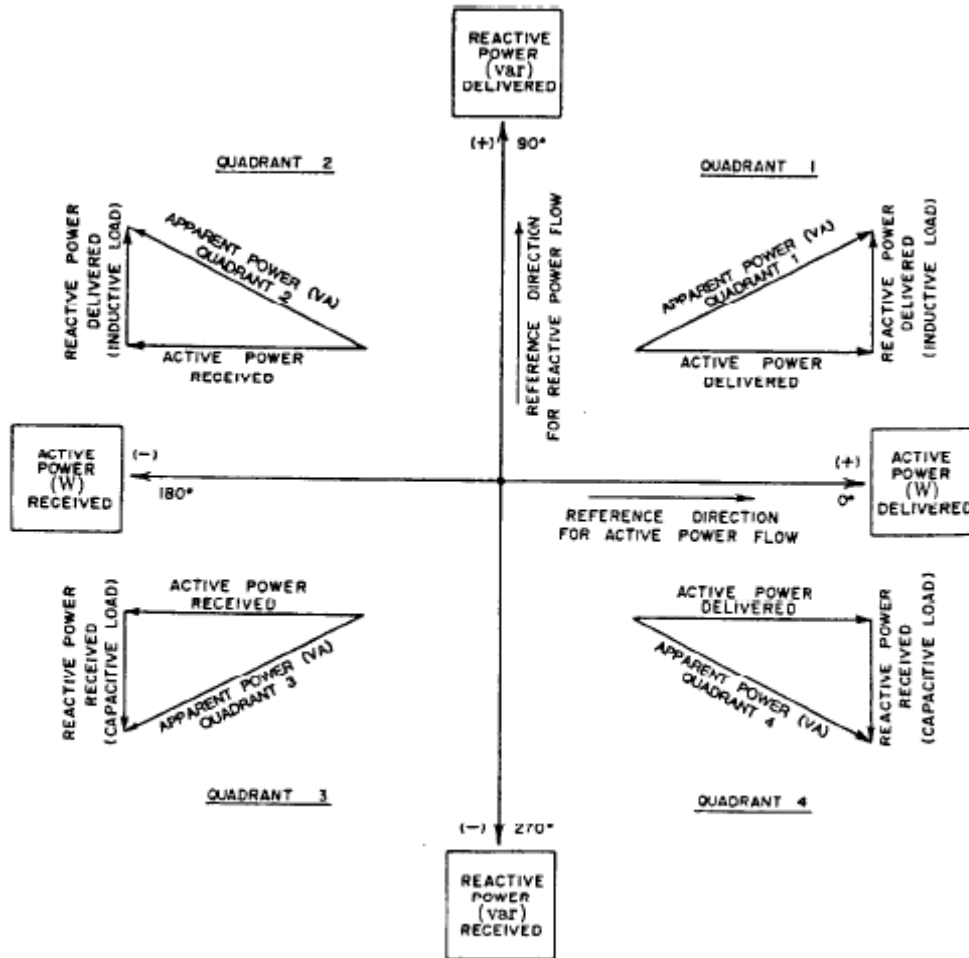 REACTIVE
POWER
(var)
DELIVERED
(+) 90°
QUADRANT 2
QUADRANT 1
REACTIVE POWER
DELIVERED
(INDUCTIVE LOAD)
APPARENT POWER (VA)
QUADRANT 2
ACTIVE POWER
RECEIVED
REFERENCE DIRECTION
FOR REACTIVE POWER FLOW
APPARENT POWER (VA)
QUADRANT 1
ACTIVE POWER
DELIVERED
REACTIVE POWER
DELIVERED
(INDUCTIVE LOAD)
ACTIVE
POWER
(W)
RECEIVED
(-)
180°
REFERENCE DIRECTION
FOR ACTIVE POWER FLOW
(+)
0°
ACTIVE
POWER
(W)
DELIVERED
REACTIVE POWER
RECEIVED
(CAPACITIVE LOAD)
ACTIVE POWER
RECEIVED
APPARENT POWER (VA)
QUADRANT 3
ACTIVE POWER
DELIVERED
APPARENT POWER (VA)
QUADRANT 4
REACTIVE POWER
RECEIVED
(CAPACITIVE LOAD)
QUADRANT 3
QUADRANT 4
(-) 270°
REACTIVE
POWER
(var)
RECEIVED